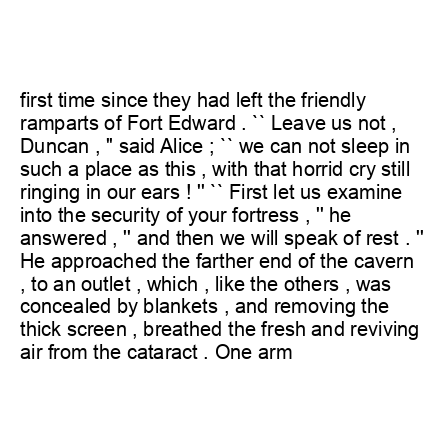 first time since they had left the friendly
ramparts of Fort Edward . `` Leave us not ,
Duncan , '' said Alice ; `` we can not sleep in
such a place as this , with that horrid cry still
ringing in our ears ! '' `` First let us examine
into the security of your fortress , '' he
answered , '' and then we will speak of rest . ''
He approached the farther end of the cavern
, to an outlet , which , like the others , was
concealed by blankets , and removing the
thick screen , breathed the fresh and reviving
air from the cataract . One arm